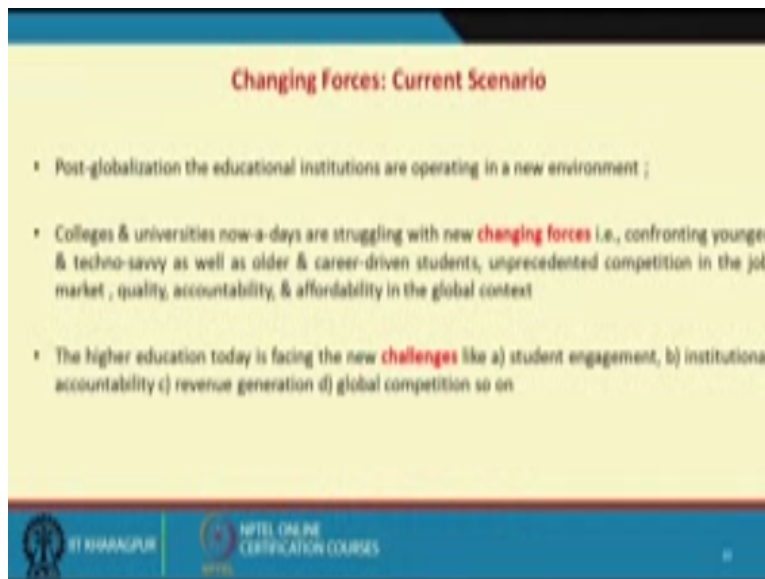 Changing Forces: Current Scenario
• Post-globalization the educational institutions are operating in a new environment ;
• Colleges & universities now-a-days are struggling with new changing forces i.e., confronting younge
& techno-savvy as well as older & career-driven students, unprecedented competition in the jo
market , quality, accountability, & affordability in the global context
• The higher education today is facing the new challenges like a) student engagement, b) institutiona
accountability c) revenue generation d) global competition so on
IIT KHARAGPUR
NPTEL ONLINE
CERTIFICATION COURSES
NPTEL